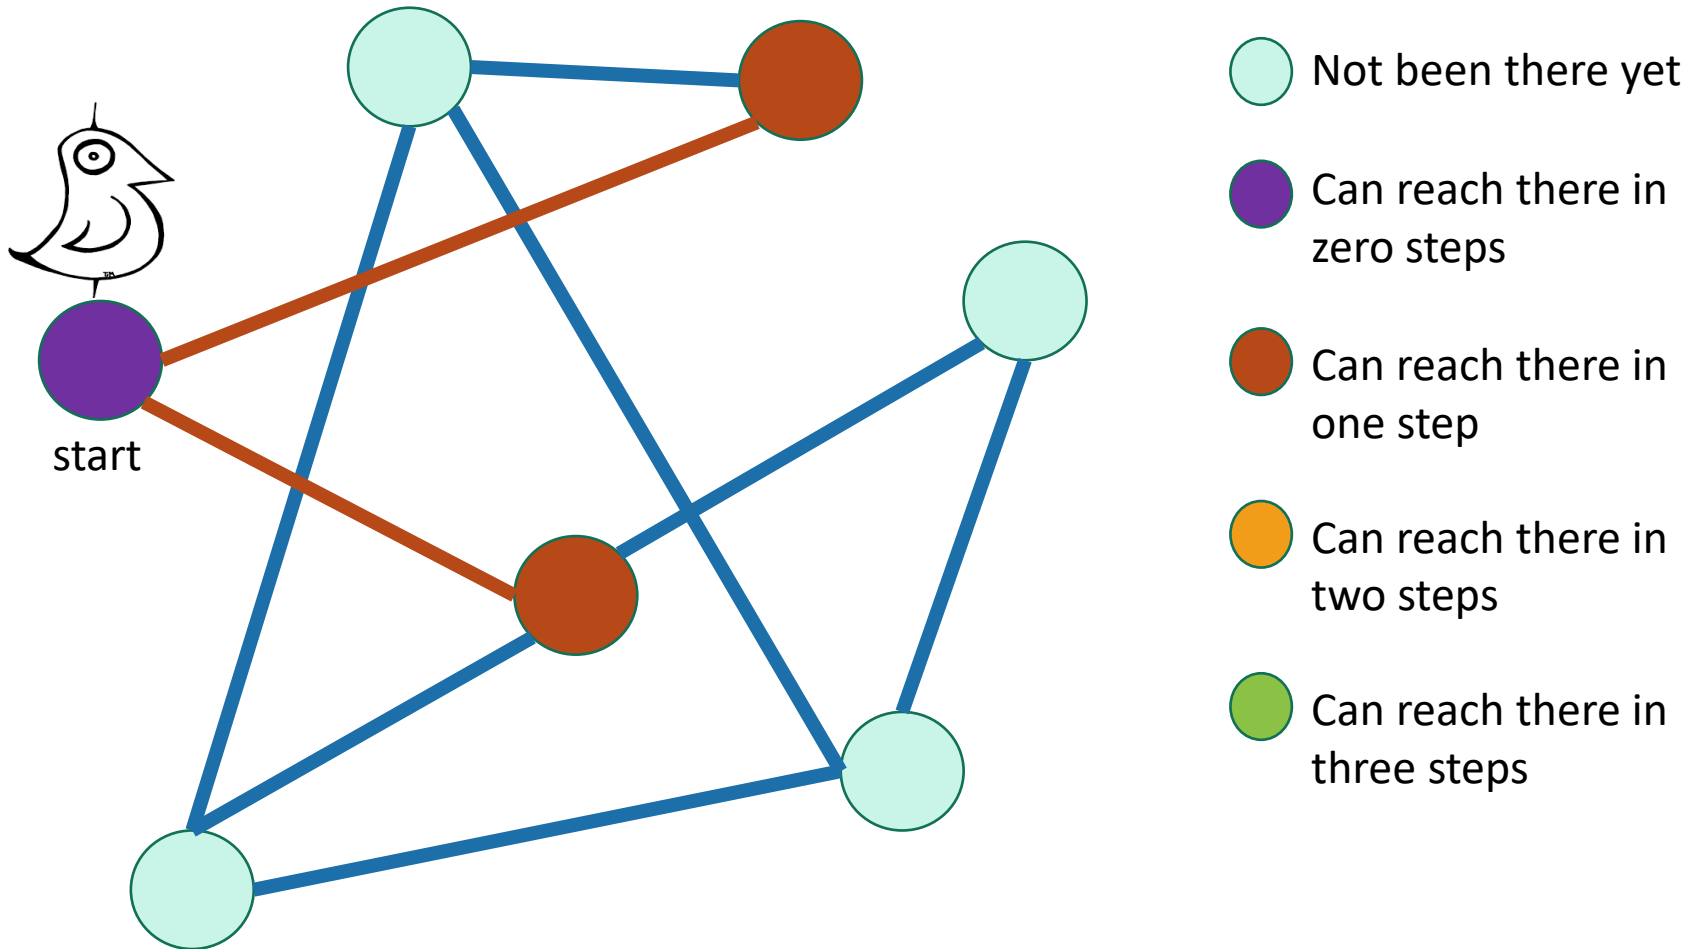 start
Not been there yet
Can reach there in
zero steps
Can reach there in
one step
Can reach there in
two steps
Can reach there in
three steps